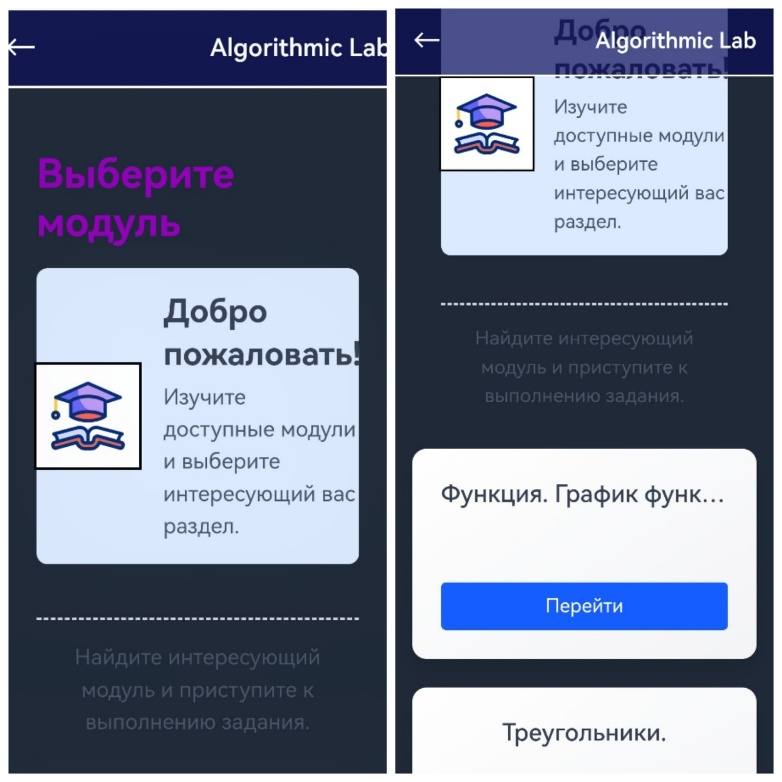 Algorithmic Lab
Выберите
модуль
Добро
пожаловать!
Изучите
доступные модули
и выберите
интересующий вас
раздел.
Найдите интересующий
модуль и приступите к
выполнению задания.
Algorithmic Lab
Добро
пожаловать!
Изучите
доступные модули
и выберите
интересующий вас
раздел.
Найдите интересующий
модуль и приступите к
выполнению задания.
Функция. График функ...
Перейти
Треугольники.